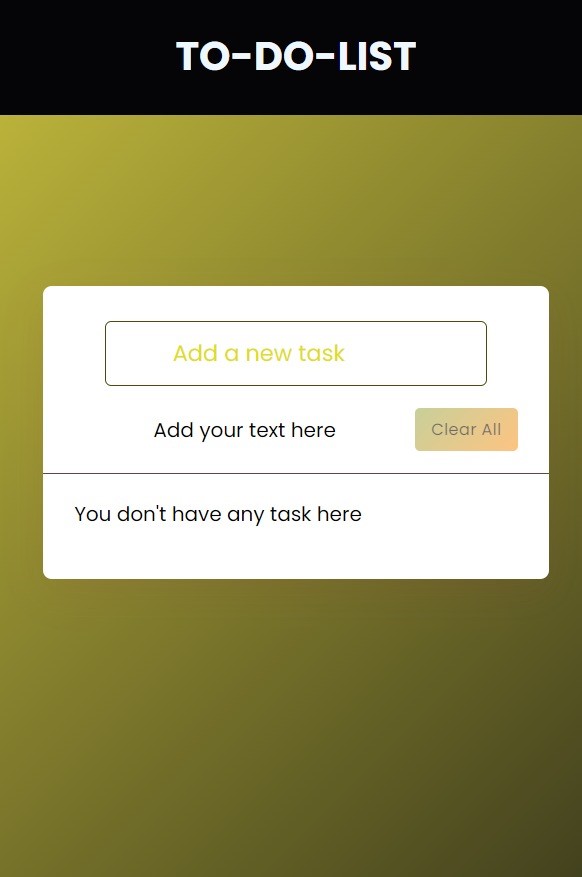 TO-DO-LIST
Add a new task
Add your text here
Clear All
You don't have any task here